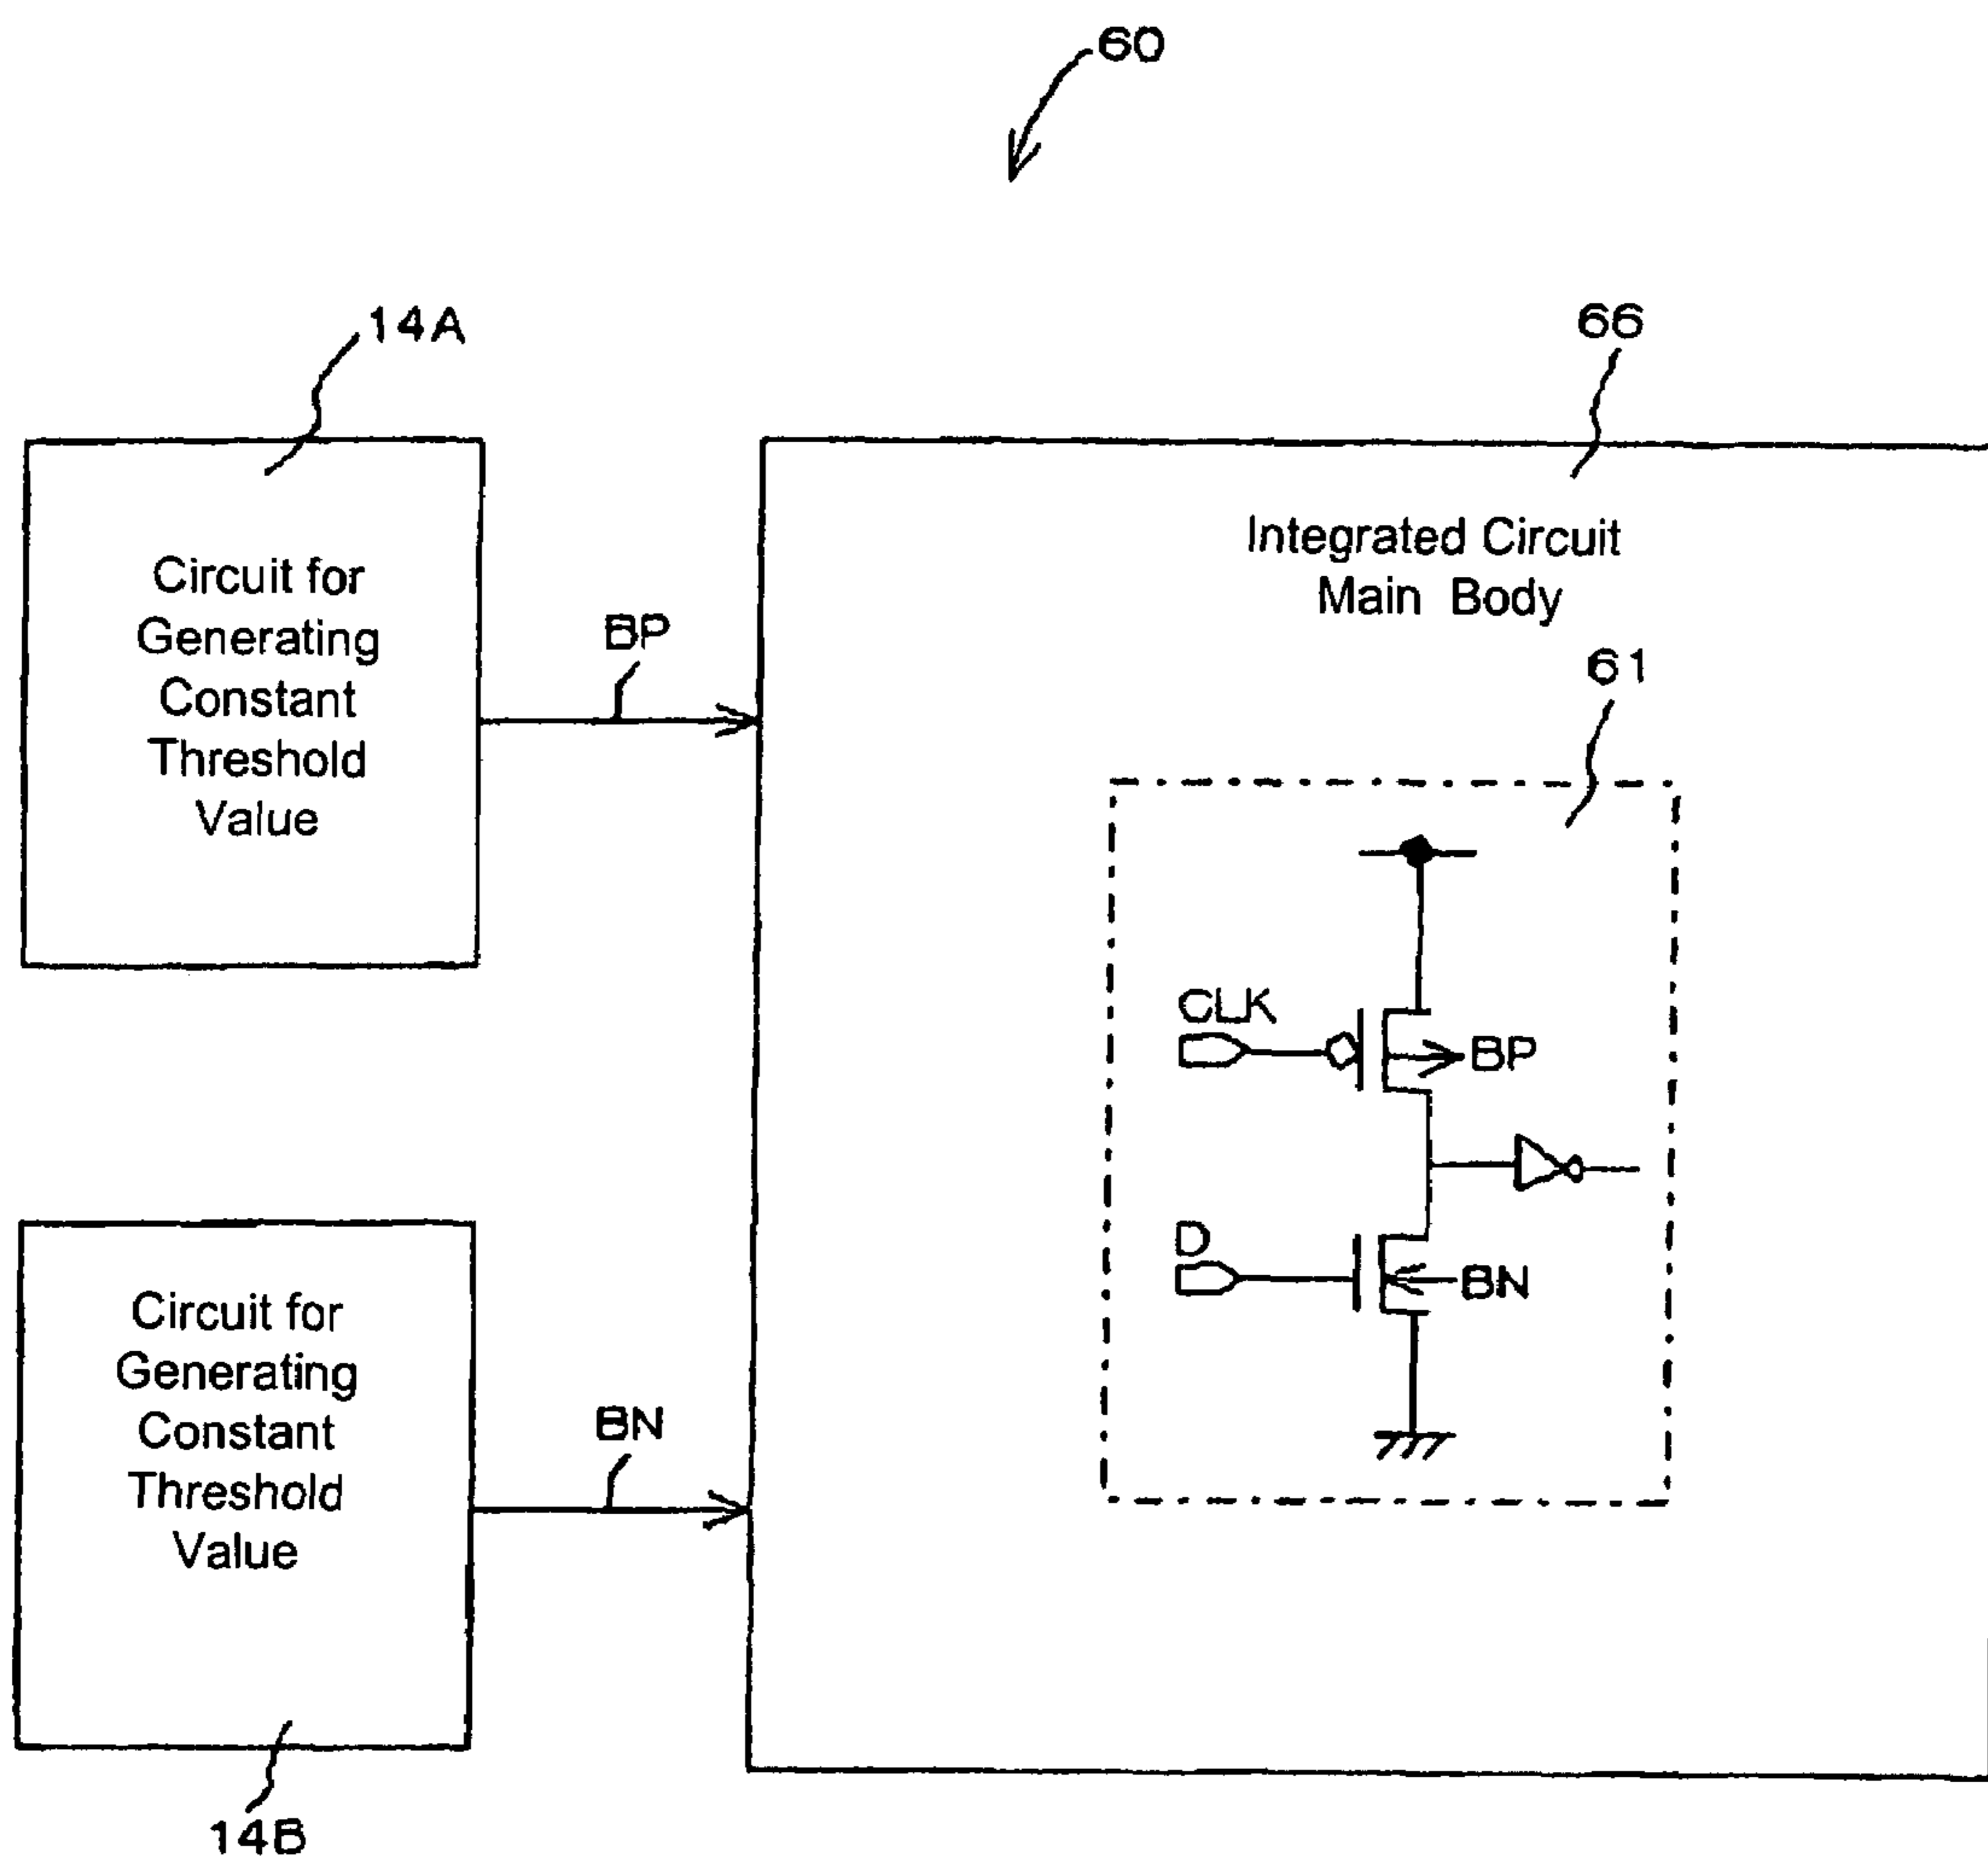 60
14A
66
Circuit for
Generating
Constant
Threshold
Value
BP
Integrated Circuit
Main Body
61
CLK
BP
D
BN
Circuit for
Generating
Constant
Threshold
Value
BN
14B